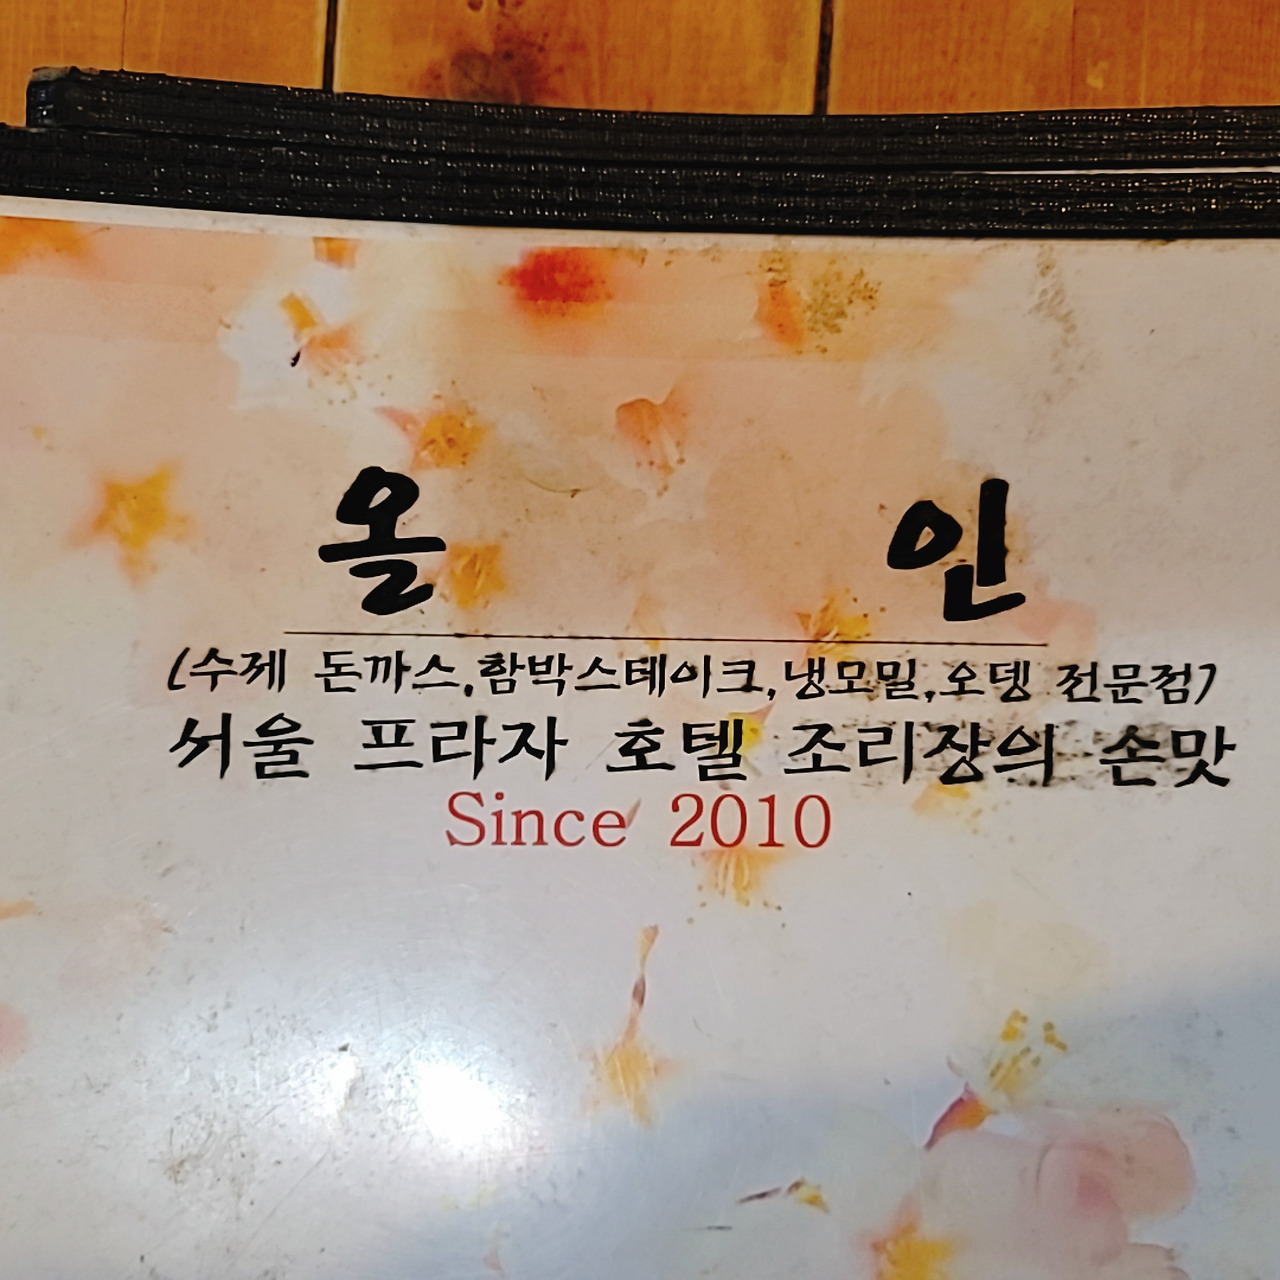 올 인
(수제 돈까스,함박스테이크,냉모밀,오뎅 전문점)
서울 프라자 호텔 조리장의 손맛
Since 2010